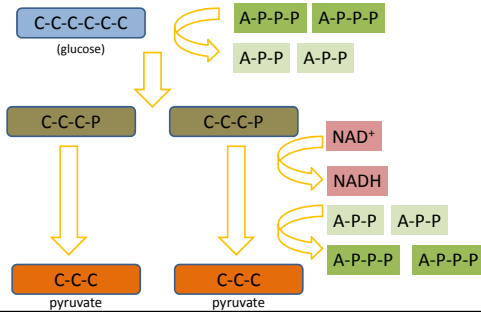 C-C-C-C-C-C
(glucose)
A-P-P-P A-P-P-P
A-P-P A-P-P
C-C-C-P C-C-C-P
NAD⁺
NADH
A-P-P A-P-P
A-P-P-P A-P-P-P
C-C-C C-C-C
pyruvate pyruvate